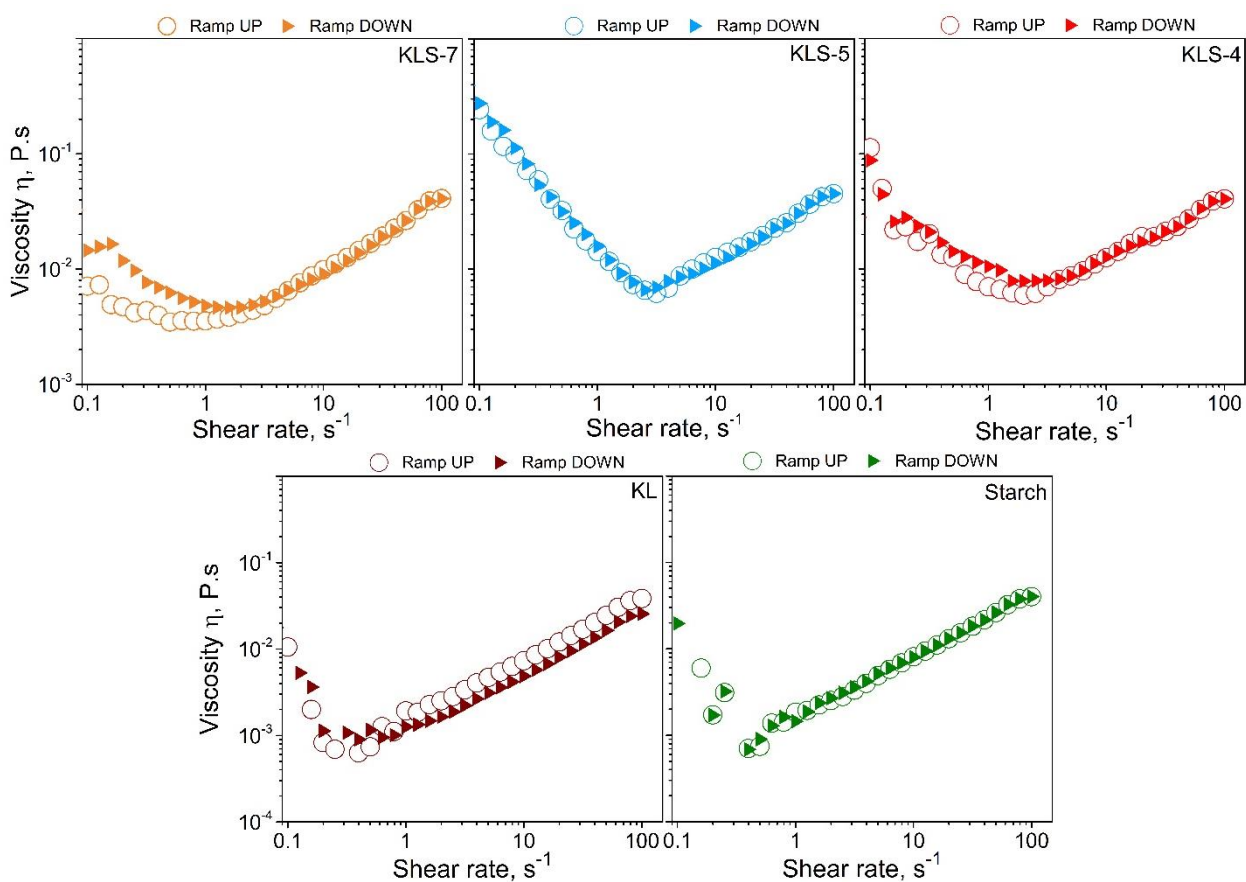 Ramp UP Ramp DOWN
Ramp UP Ramp DOWN
Ramp UP Ramp DOWN
KLS-7
KLS-5
KLS-4
Viscosity η, P.s
10⁻¹
10⁻²
10⁻³
0.1 1 10 100
0.1 1 10 100
0.1 1 10 100
Shear rate, s⁻¹
Shear rate, s⁻¹
Shear rate, s⁻¹
Ramp UP Ramp DOWN
Ramp UP Ramp DOWN
KL
Starch
Viscosity η, P.s
10⁻¹
10⁻²
10⁻³
10⁻⁴
0.1 1 10 100
0.1 1 10 100
Shear rate, s⁻¹
Shear rate, s⁻¹